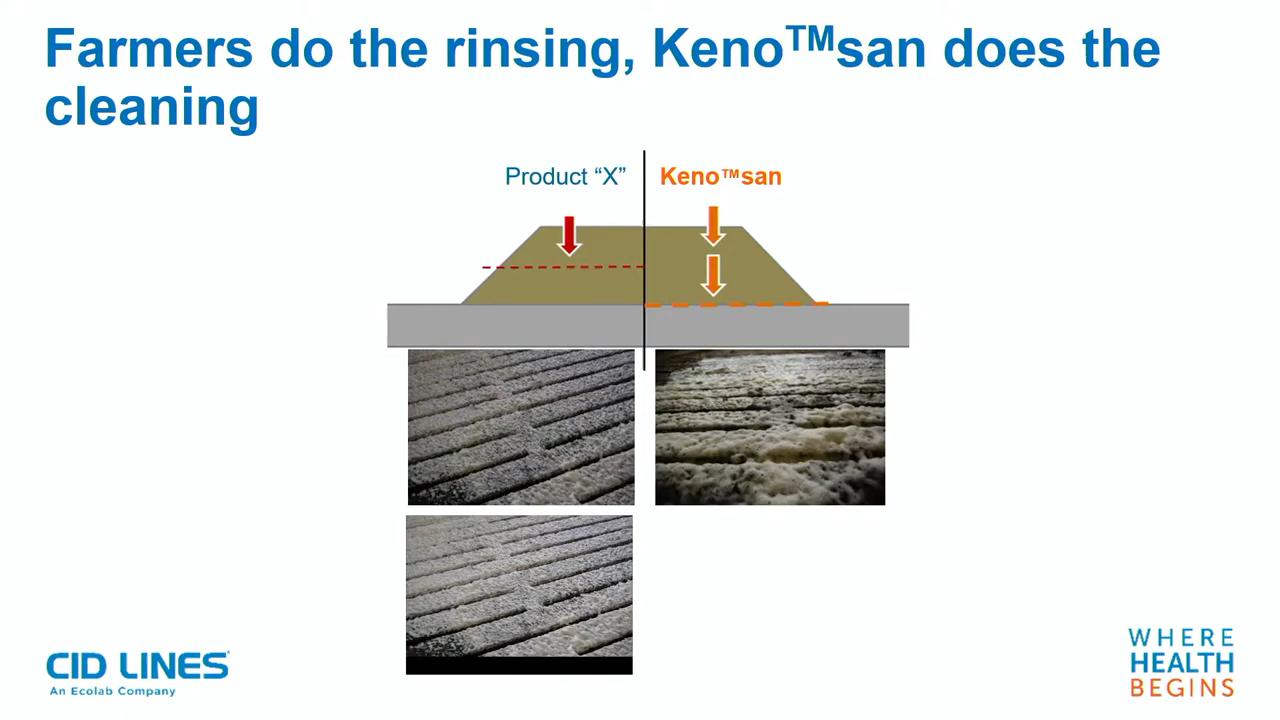 Farmers do the rinsing, Keno™san does the
cleaning
Product “X”
Keno™san
CID LINES
An Ecolab Company
WHERE
HEALTH
BEGINS